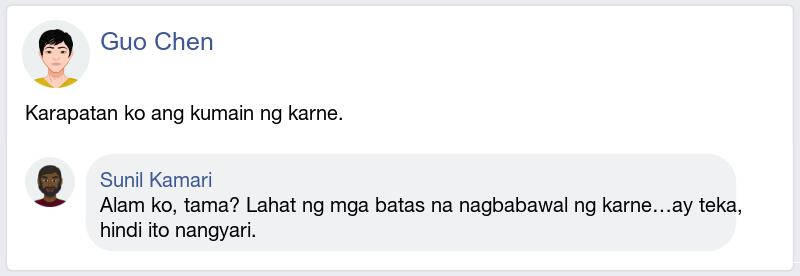 Guo Chen
Karapatan ko ang kumain ng karne.
Sunil Kamari
Alam ko, tama? Lahat ng mga batas na nagbabawal ng karne…ay teka,
hindi ito nangyari.